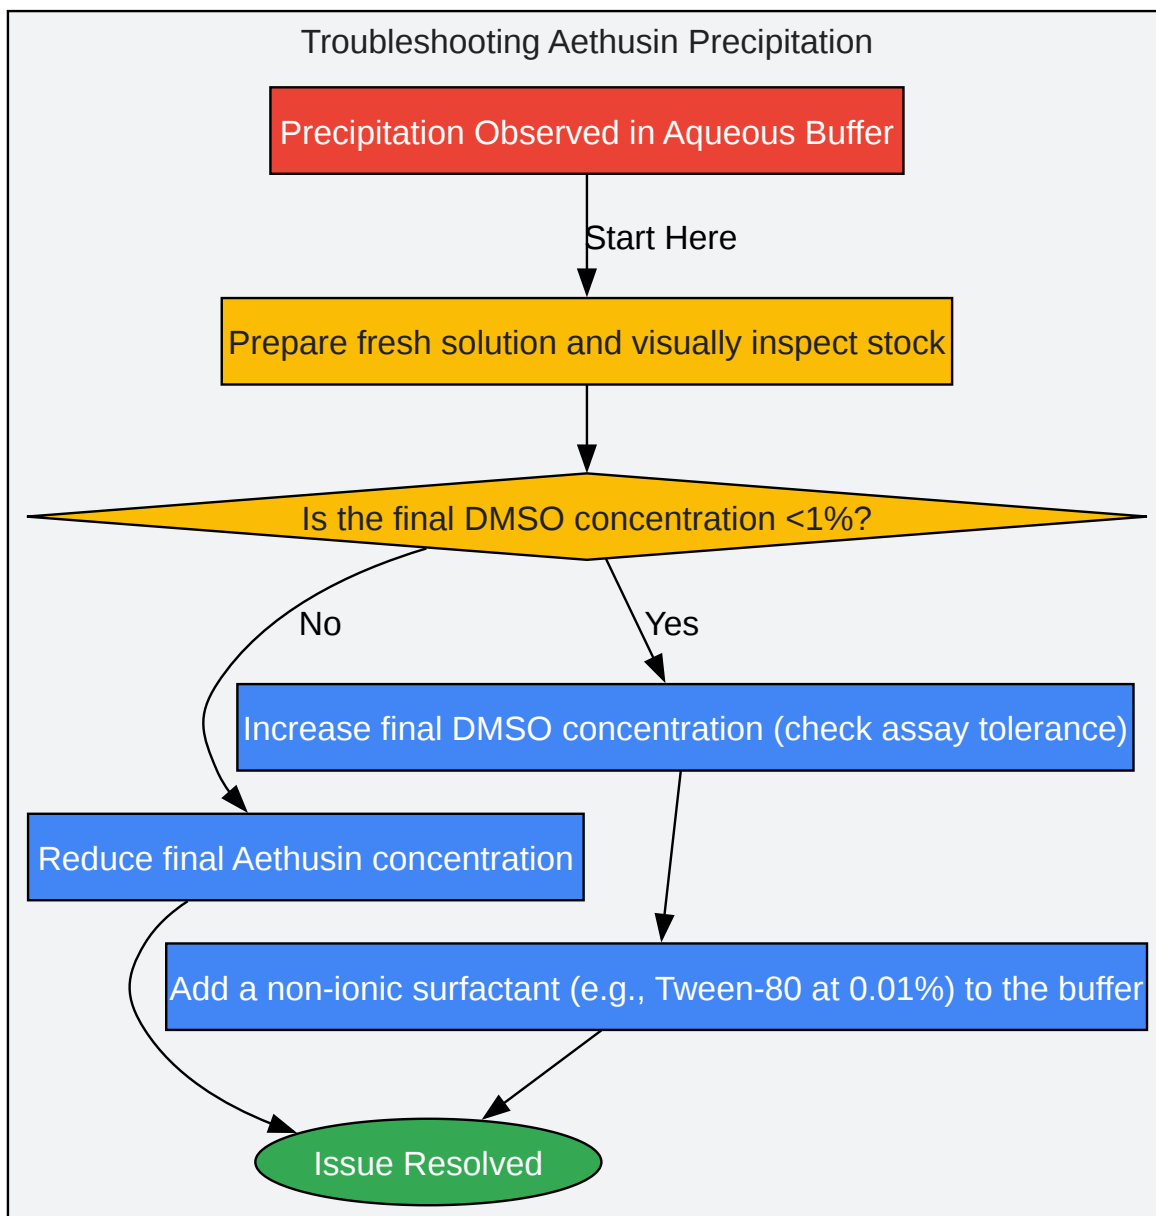 Troubleshooting Aethusin Precipitation
Precipitation Observed in Aqueous Buffer
Start Here
Prepare fresh solution and visually inspect stock
Is the final DMSO concentration <1%?
No
Yes
Increase final DMSO concentration (check assay tolerance)
Reduce final Aethusin concentration
Add a non-ionic surfactant (e.g., Tween-80 at 0.01%) to the buffer
Issue Resolved